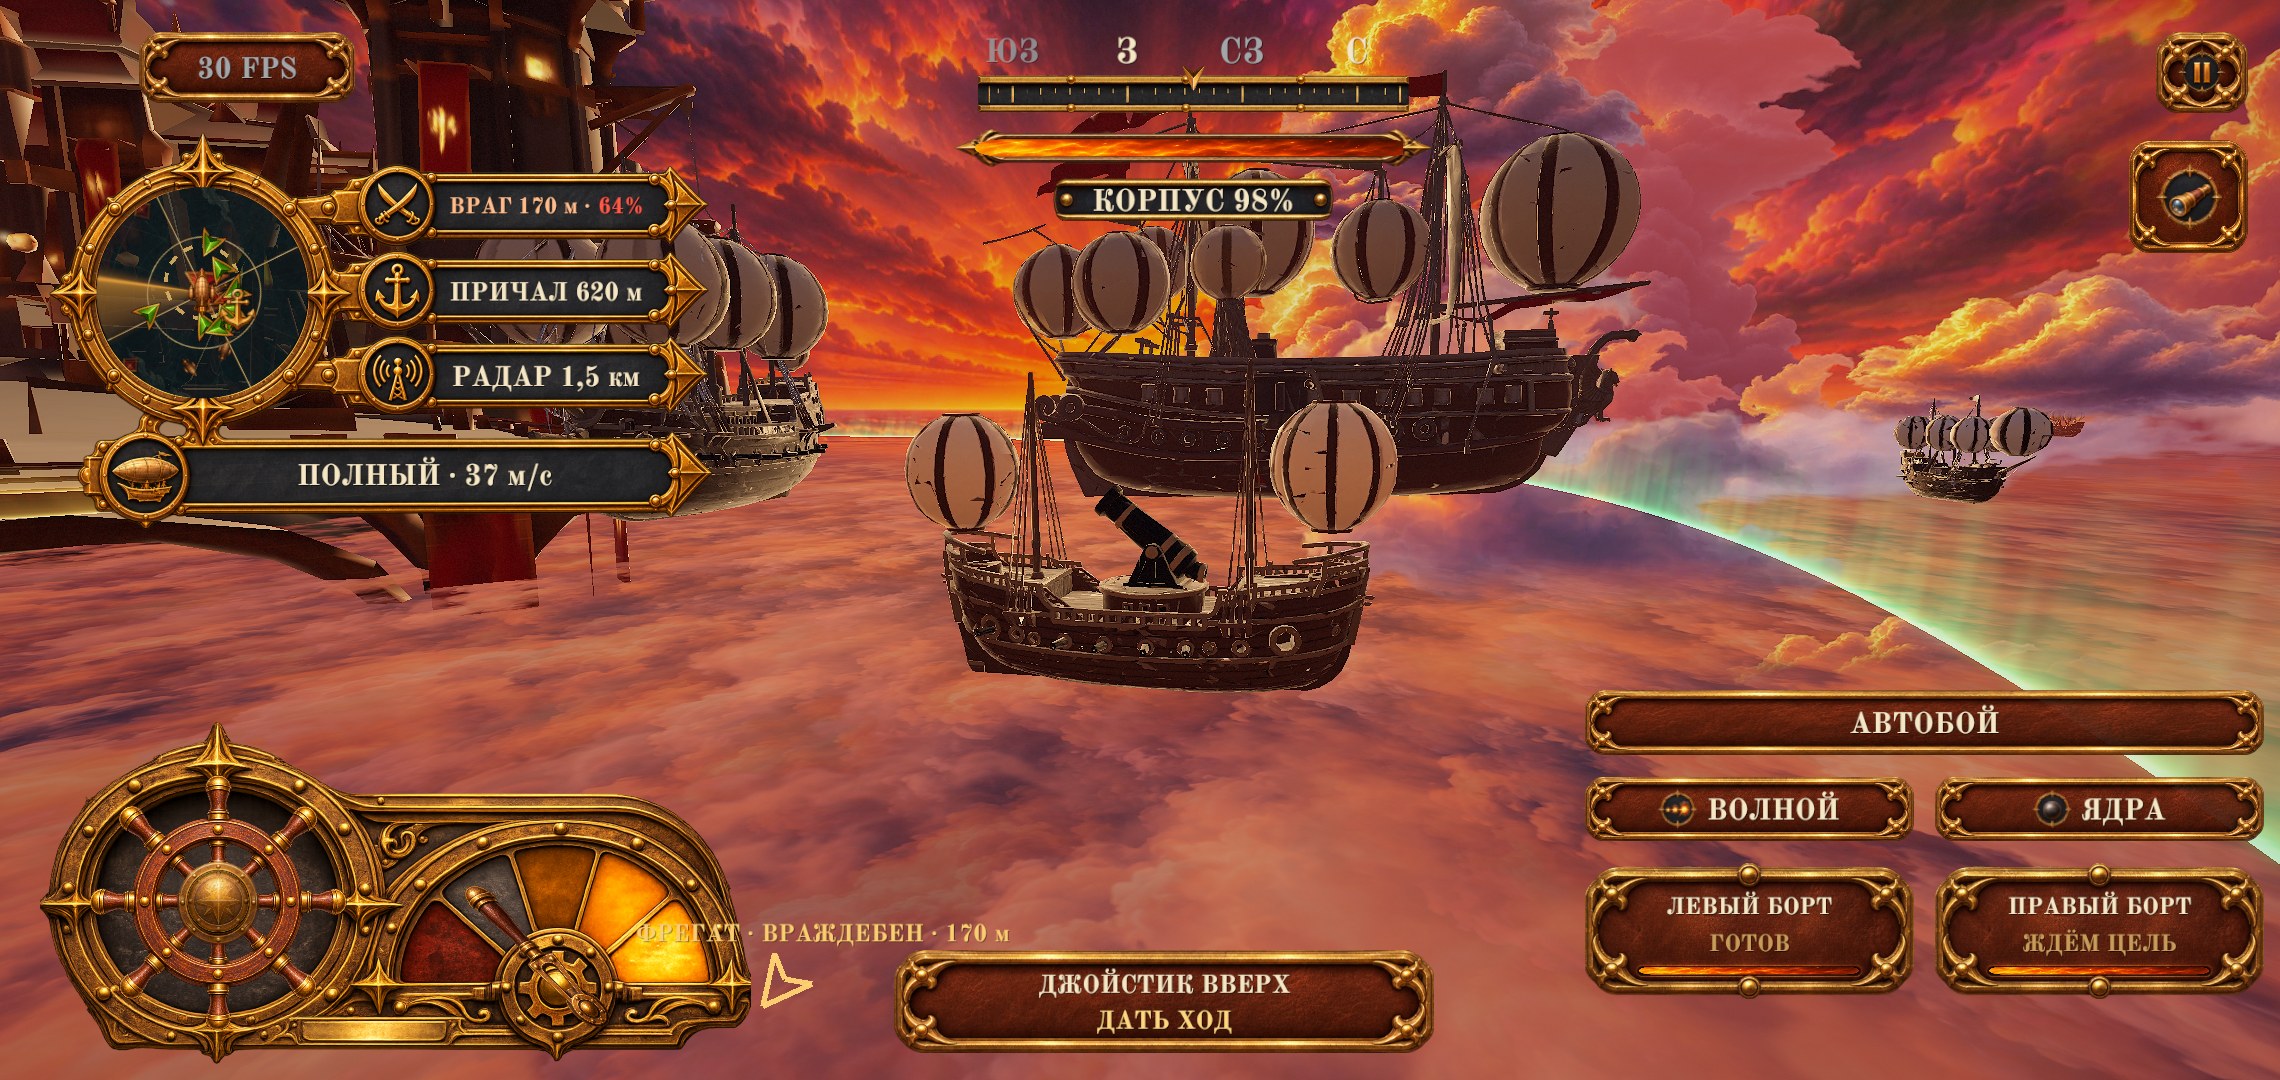 30 FPS
ЮЗ З СЗ С
КОРПУС 98%
ВРАГ 170 м · 64%
ПРИЧАЛ 620 м
РАДАР 1,5 км
ПОЛНЫЙ · 37 м/с
АВТОБОЙ
ВОЛНОЙ
ЯДРА
ЛЕВЫЙ БОРТ
ГОТОВ
ПРАВЫЙ БОРТ
ЖДЁМ ЦЕЛЬ
ФРЕГАТ · ВРАЖДЕБЕН · 170 м
ДЖОЙСТИК ВВЕРХ
ДАТЬ ХОД